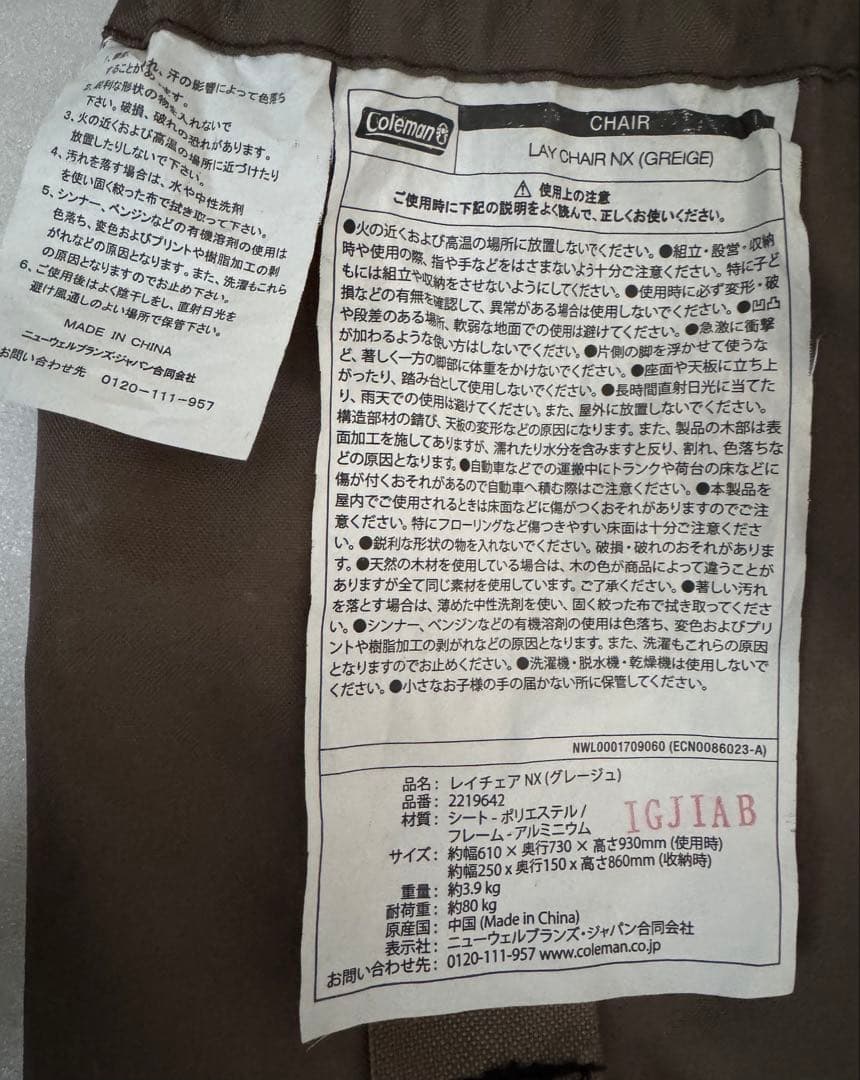 れ、汗の影響によって色落ち
することがあ ます。
鋭利な形状の物を入れないで
下さい。破損、破れの恐れがあります。
3、火の近くおよび高温の場所に近づけたり
放置したりしないで下さい。
4、汚れを落す場合は、水や中性洗剤
を使い固く絞った布で拭き取って下さい。
5、シンナー、ベンジンなどの有機溶剤の使用は
色落ち、変色およびプリントや樹脂加工の剥
がれなどの原因となります。また、洗濯もこれら
の原因となりますのでお止め下さい。
6、ご使用後はよく陰干しをし、直射日光を
避け風通しのよい場所で保管下さい。
MADE IN CHINA
ニューウェルブランズ・ジャパン合同会社
お問い合わせ先 0120-111-957
Coleman
CHAIR
LAY CHAIR NX (GREIGE)
⚠ 使用上の注意
ご使用時に下記の説明をよく読んで、正しくお使いください。
●火の近くおよび高温の場所に放置しないでください。●組立・設営・収納
時や使用の際、指や手などをはさまないよう十分ご注意ください。特に子ど
もには組立や収納をさせないようにしてください。●使用時に必ず変形・破
損などの有無を確認して、異常がある場合は使用しないでください。●凹凸
や段差のある場所、軟弱な地面での使用は避けてください。●急激に衝撃
が加わるような使い方はしないでください。●片側の脚を浮かせて使うな
ど、著しく一方の脚部に体重をかけないでください。●座面や天板に立ち上
がったり、踏み台として使用しないでください。●長時間直射日光に当てた
り、雨天での使用は避けてください。また、屋外に放置しないでください。
構造部材の錆び、天板の変形などの原因になります。また、製品の木部は表
面加工を施してありますが、濡れたり水分を含みますと反り、割れ、色落ちな
どの原因となります。●自動車などでの運搬中にトランクや荷台の床などに
傷が付くおそれがあるので自動車へ積む際はご注意ください。●本製品を
屋内でご使用されるときは床面などに傷がつくおそれがありますのでご注
意ください。特にフローリングなど傷つきやすい床面は十分ご注意くださ
い。●鋭利な形状の物を入れないでください。破損・破れのおそれがありま
す。●天然の木材を使用している場合は、木の色が商品によって違うことが
ありますが全て同じ素材を使用しています。ご了承ください。●著しい汚れ
を落とす場合は、薄めた中性洗剤を使い、固く絞った布で拭き取ってくださ
い。●シンナー、ベンジンなどの有機溶剤の使用は色落ち、変色およびプリ
ントや樹脂加工の剥がれなどの原因となります。また、洗濯もこれらの原因
となりますのでお止めください。●洗濯機・脱水機・乾燥機は使用しないで
ください。●小さなお子様の手の届かない所に保管してください。
NWL0001709060 (ECN0086023-A)
品名： レイチェア NX (グレージュ)
品番： 2219642
材質： シート - ポリエステル /
フレーム - アルミニウム
IGJIAB
サイズ： 約幅610 × 奥行730 × 高さ930mm (使用時)
約幅250 x 奥行150 x 高さ860mm (収納時)
重量： 約3.9 kg
耐荷重： 約80 kg
原産国： 中国 (Made in China)
表示社： ニューウェルブランズ・ジャパン合同会社
お問い合わせ先： 0120-111-957 www.coleman.co.jp